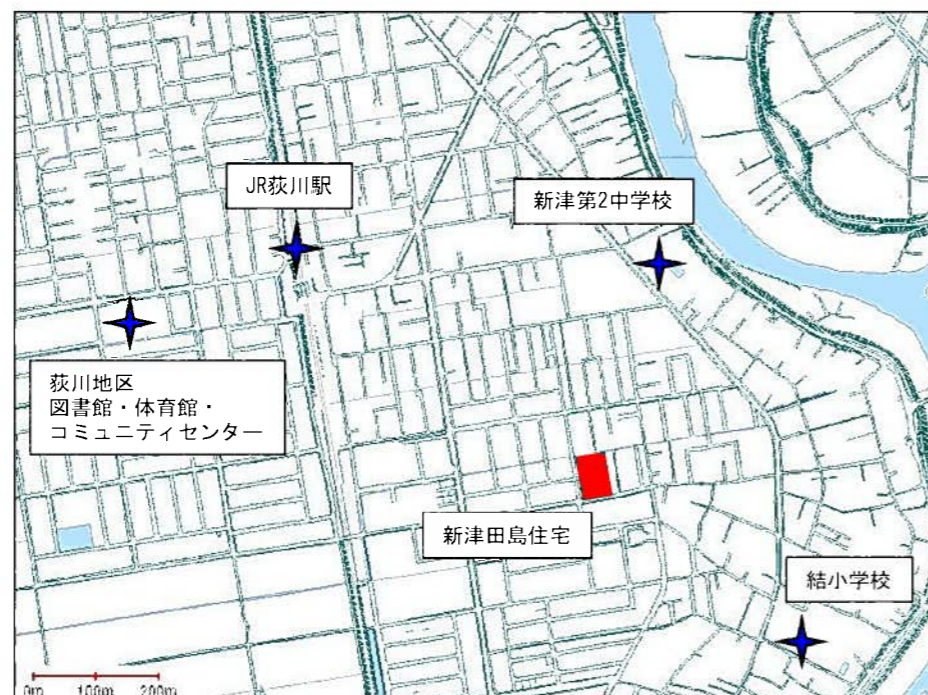 JR荻川駅
新津第2中学校
荻川地区
図書館・体育館・
コミュニティセンター
新津田島住宅
結小学校
0m 100m 200m